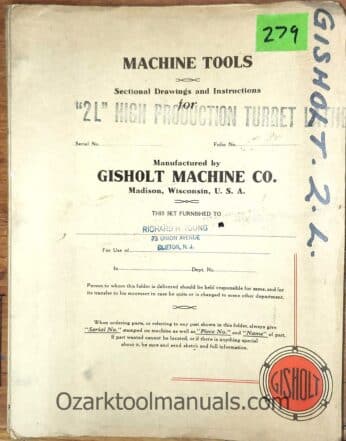 279
GISHOLT. 2.L.
MACHINE TOOLS
Sectional Drawings and Instructions
for
"2L" HIGH PRODUCTION TURRET LATHE
Serial No.
Folio No.
Manufactured by
GISHOLT MACHINE CO.
Madison, Wisconsin, U. S. A.
THIS SET FURNISHED TO
RICHARD H. YOUNG
73 UNION AVENUE
For Use of
CLIFTON, N. J.
In
Dept. No.
Person to whom this folder is delivered should be held responsible for same, and for
its transfer to his successor in case he quits or is changed to some other department.
When ordering parts, or referring to any part shown in this folder, always give
"Serial No." stamped on machine as well as "Piece No." and "Name" of part.
If part wanted cannot be located, or if there is anything special
about it, be sure and send sketch and full information.
GISHOLT
Ozarktoolmanuals.com